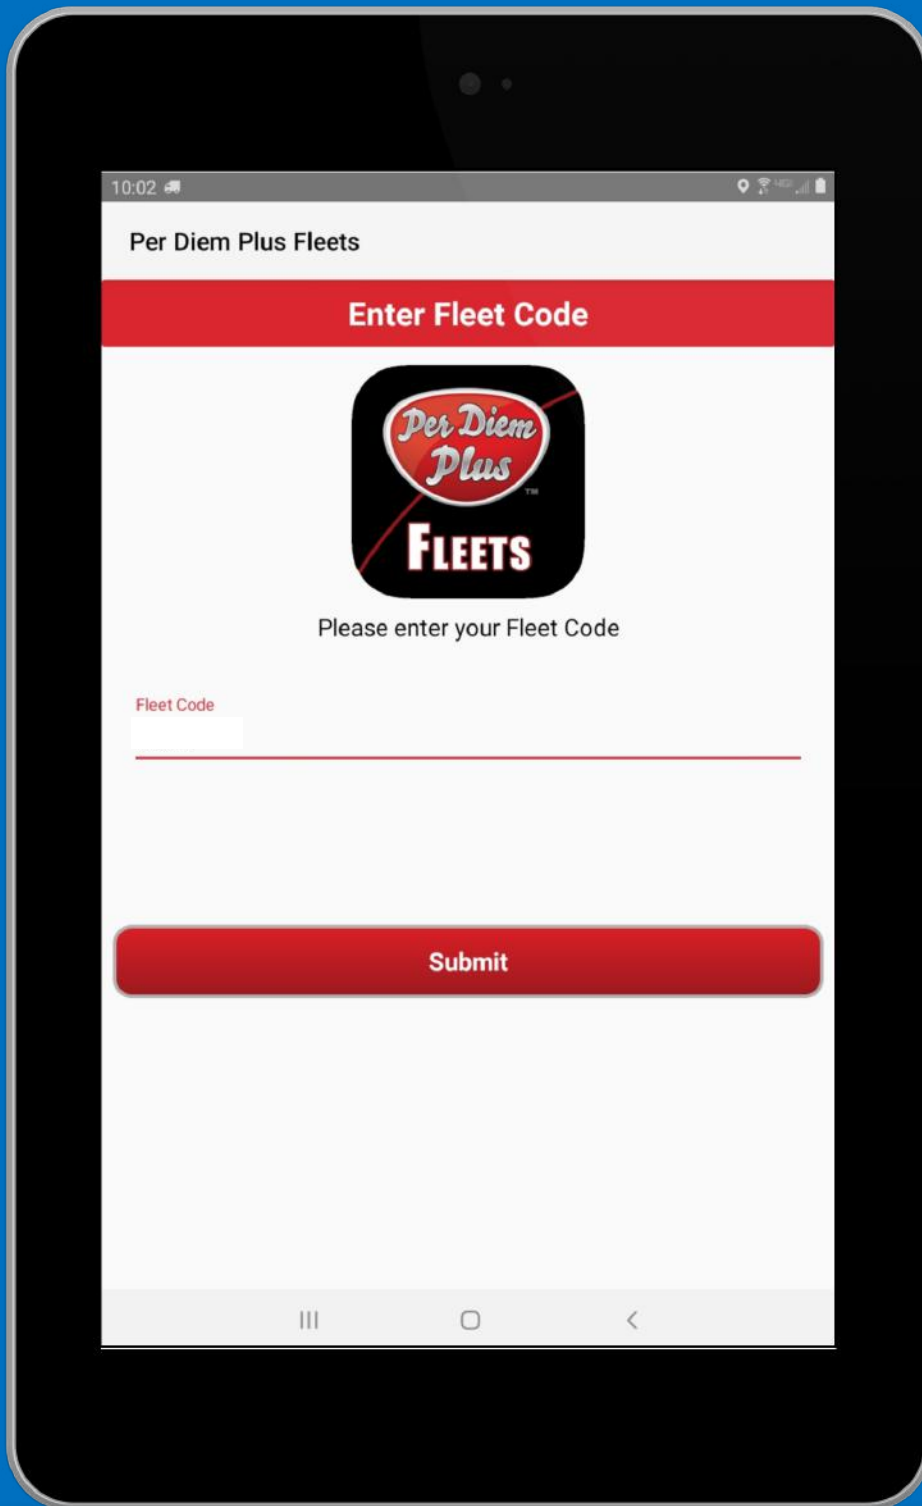 10:02
Per Diem Plus Fleets
Enter Fleet Code
Per Diem
Plus
TM
FLEETS
Please enter your Fleet Code
Fleet Code
Submit